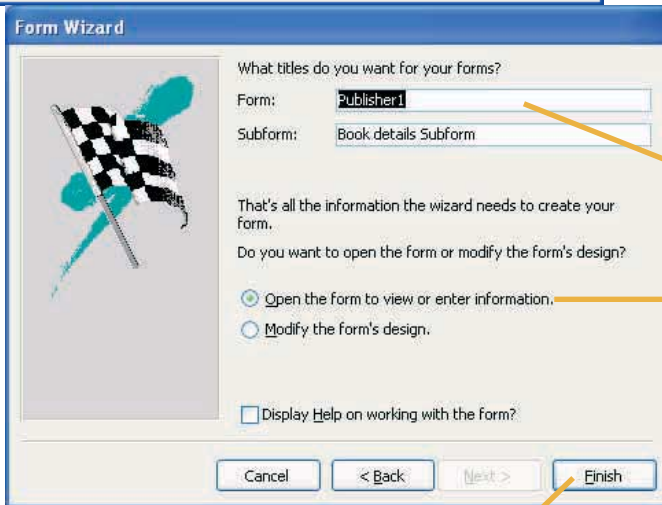 Form Wizard
What titles do you want for your forms?
Form: Publisher1
Subform: Book details Subform
That's all the information the wizard needs to create your
form.
Do you want to open the form or modify the form's design?
Open the form to view or enter information.
Modify the form's design.
Display Help on working with the form?
Cancel < Back Next > Finish